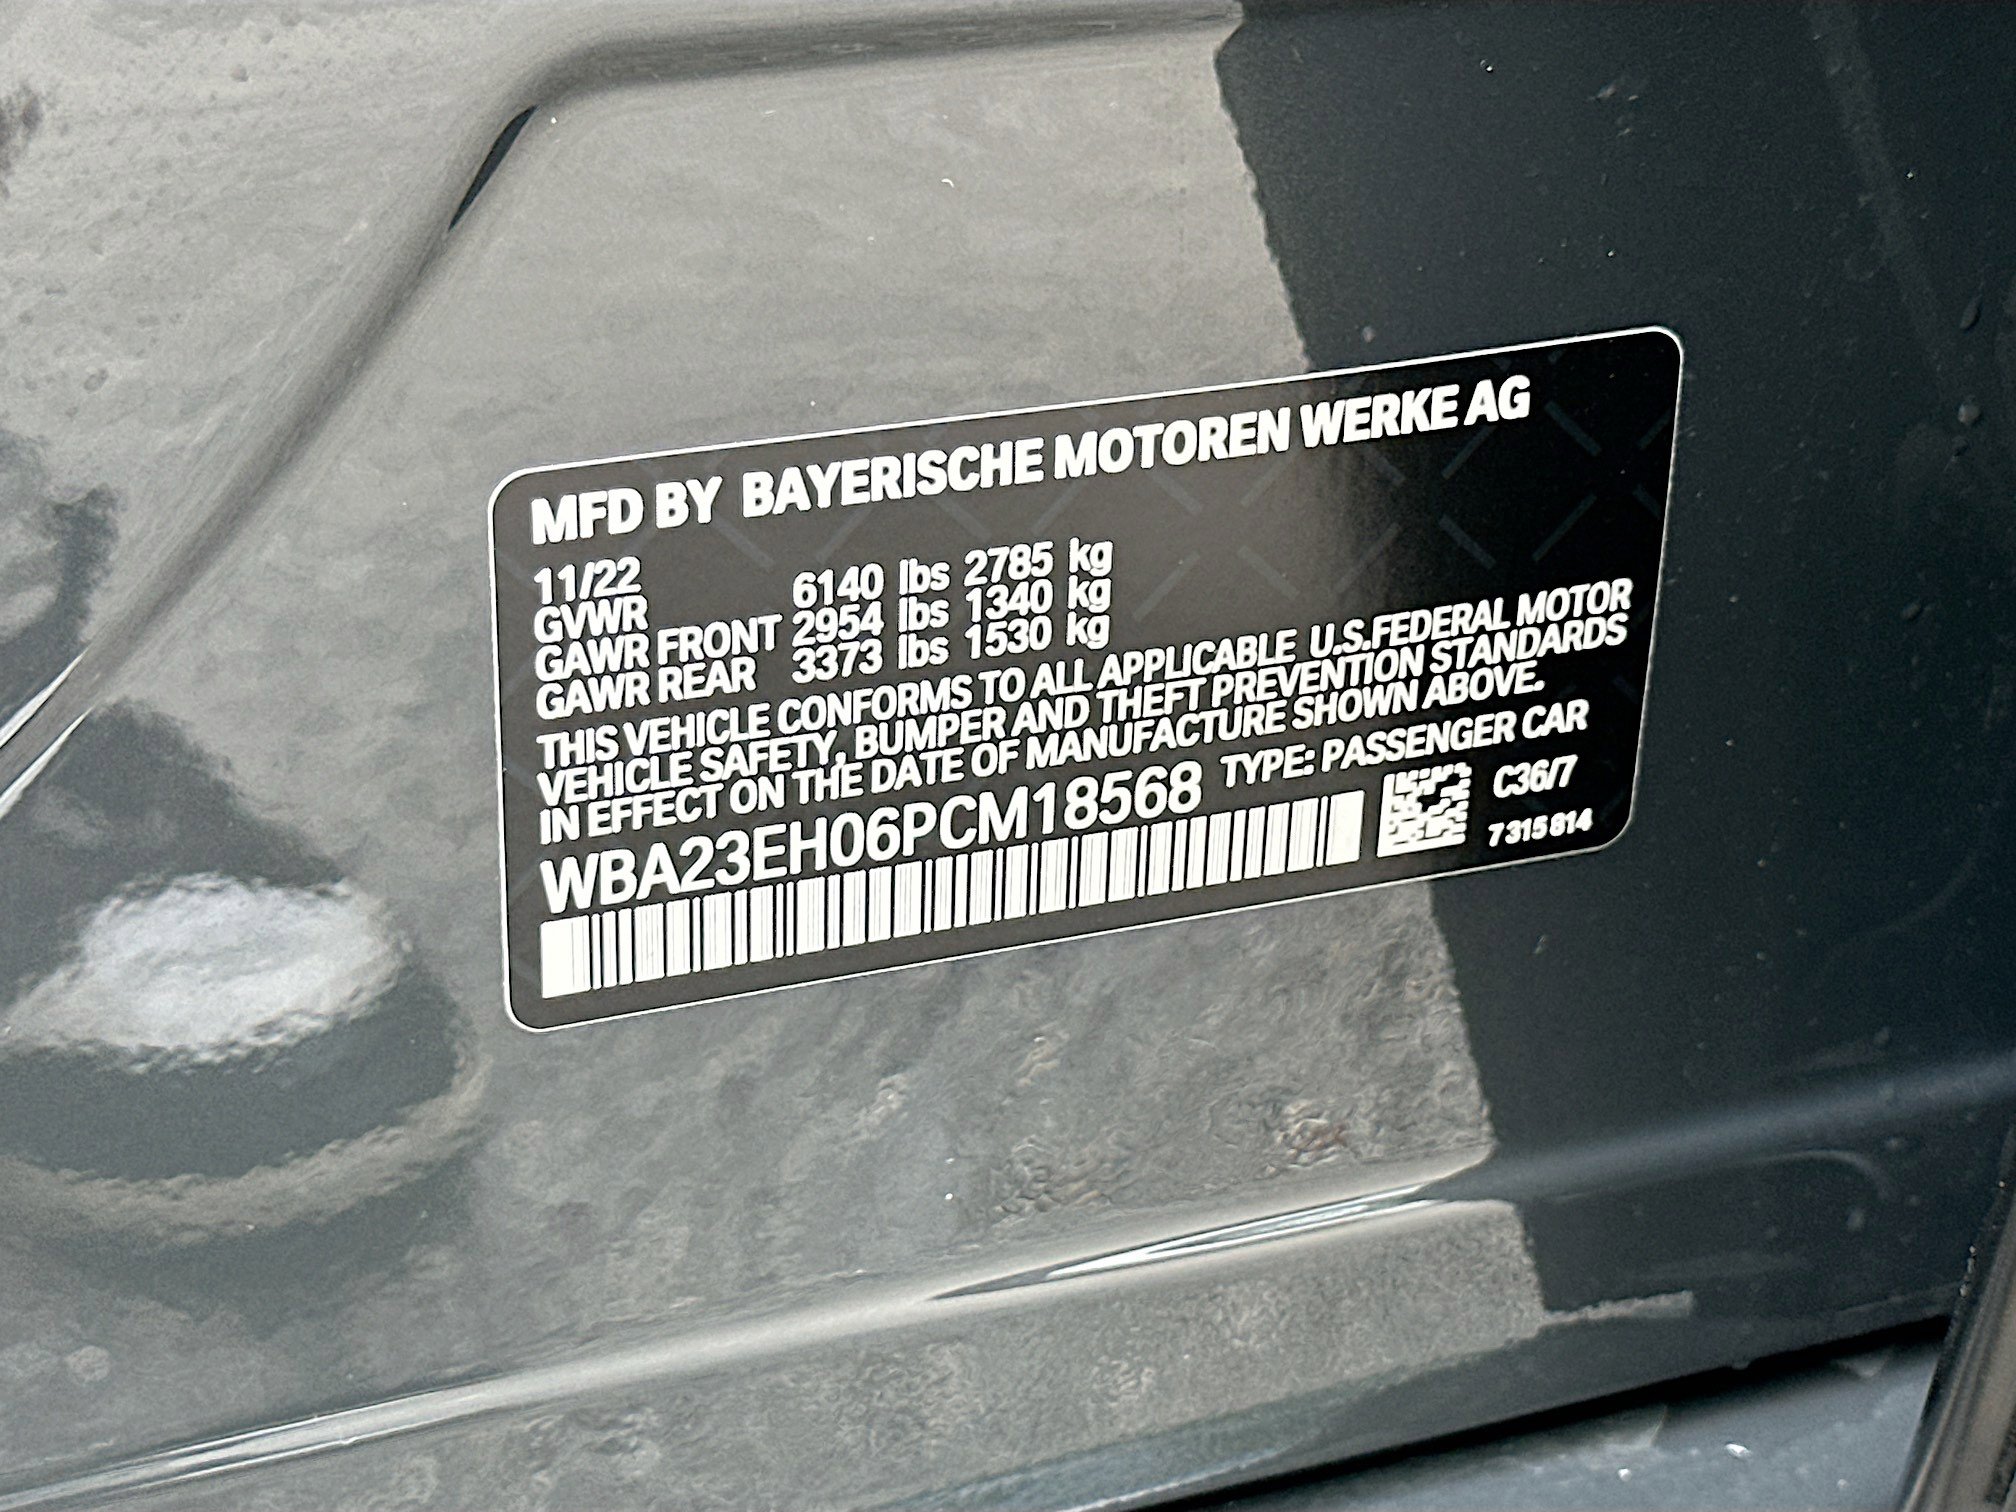 MFD BY BAYERISCHE MOTOREN WERKE AG
11/22
GVWR 6140 lbs 2785 kg
GAWR FRONT 2954 lbs 1340 kg
GAWR REAR 3373 lbs 1530 kg
THIS VEHICLE CONFORMS TO ALL APPLICABLE U.S.FEDERAL MOTOR
VEHICLE SAFETY, BUMPER AND THEFT PREVENTION STANDARDS
IN EFFECT ON THE DATE OF MANUFACTURE SHOWN ABOVE.
WBA23EH06PCM18568 TYPE: PASSENGER CAR
C36/7
7 315 814